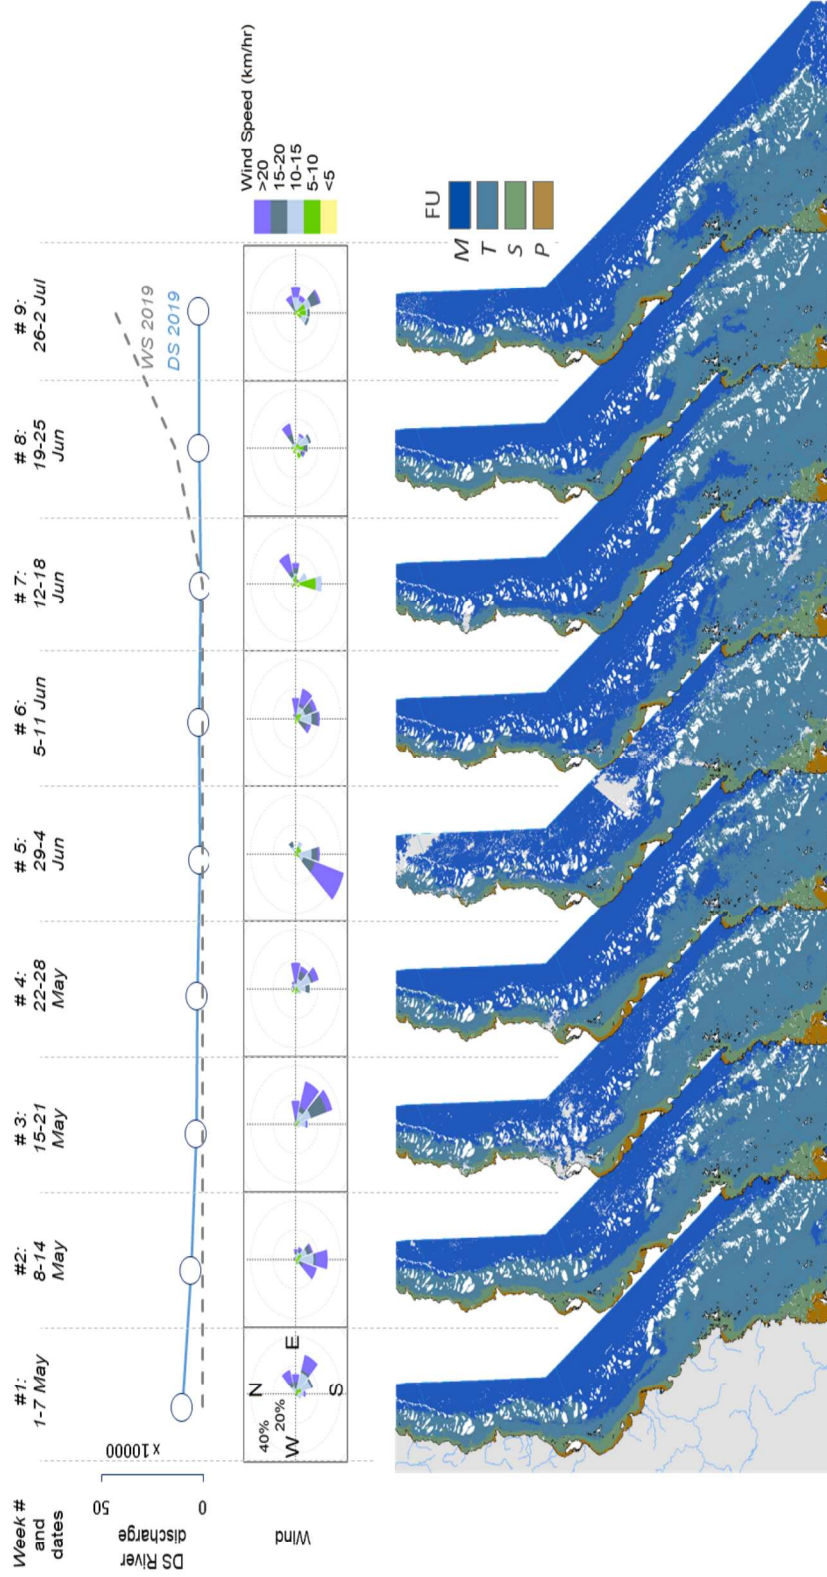 Week #
and
dates
#1:
1-7 May
#2:
8-14
May
# 3:
15-21
May
# 4:
22-28
May
# 5:
29-4
Jun
# 6:
5-11 Jun
# 7:
12-18
Jun
# 8:
19-25
Jun
# 9:
26-2 Jul
DS River
discharge
50
0
x 10000
WS 2019
DS 2019
Wind
N
40%
20%
W
E
S
Wind Speed (km/hr)
>20
15-20
10-15
5-10
<5
FU
M
T
S
P